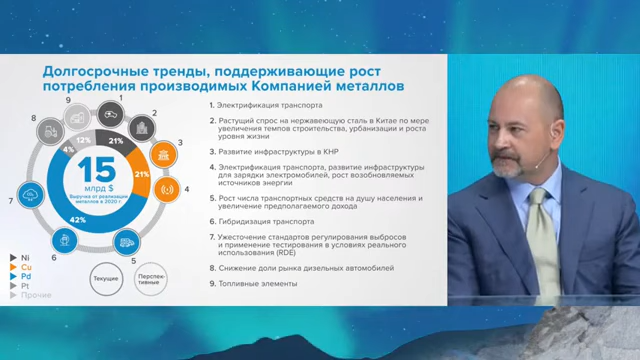 Долгосрочные тренды, поддерживающие рост
потребления производимых Компанией металлов
9
1
8
2
12%
21%
4%
3
15
млрд $
Выручка от реализации
металлов в 2020 г.
21%
7
4
42%
6
5
Ni
Cu
Pd
Pt
Прочие
Текущие
Перспек-
тивные
1. Электрификация транспорта
2. Растущий спрос на нержавеющую сталь в Китае по мере
увеличения темпов строительства, урбанизации и роста
уровня жизни
3. Развитие инфраструктуры в КНР
4. Электрификация транспорта, развитие инфраструктуры
для зарядки электромобилей, рост возобновляемых
источников энергии
5. Рост числа транспортных средств на душу населения и
увеличение предполагаемого дохода
6. Гибридизация транспорта
7. Ужесточение стандартов регулирования выбросов
и применение тестирования в условиях реального
использования (RDE)
8. Снижение доли рынка дизельных автомобилей
9. Топливные элементы